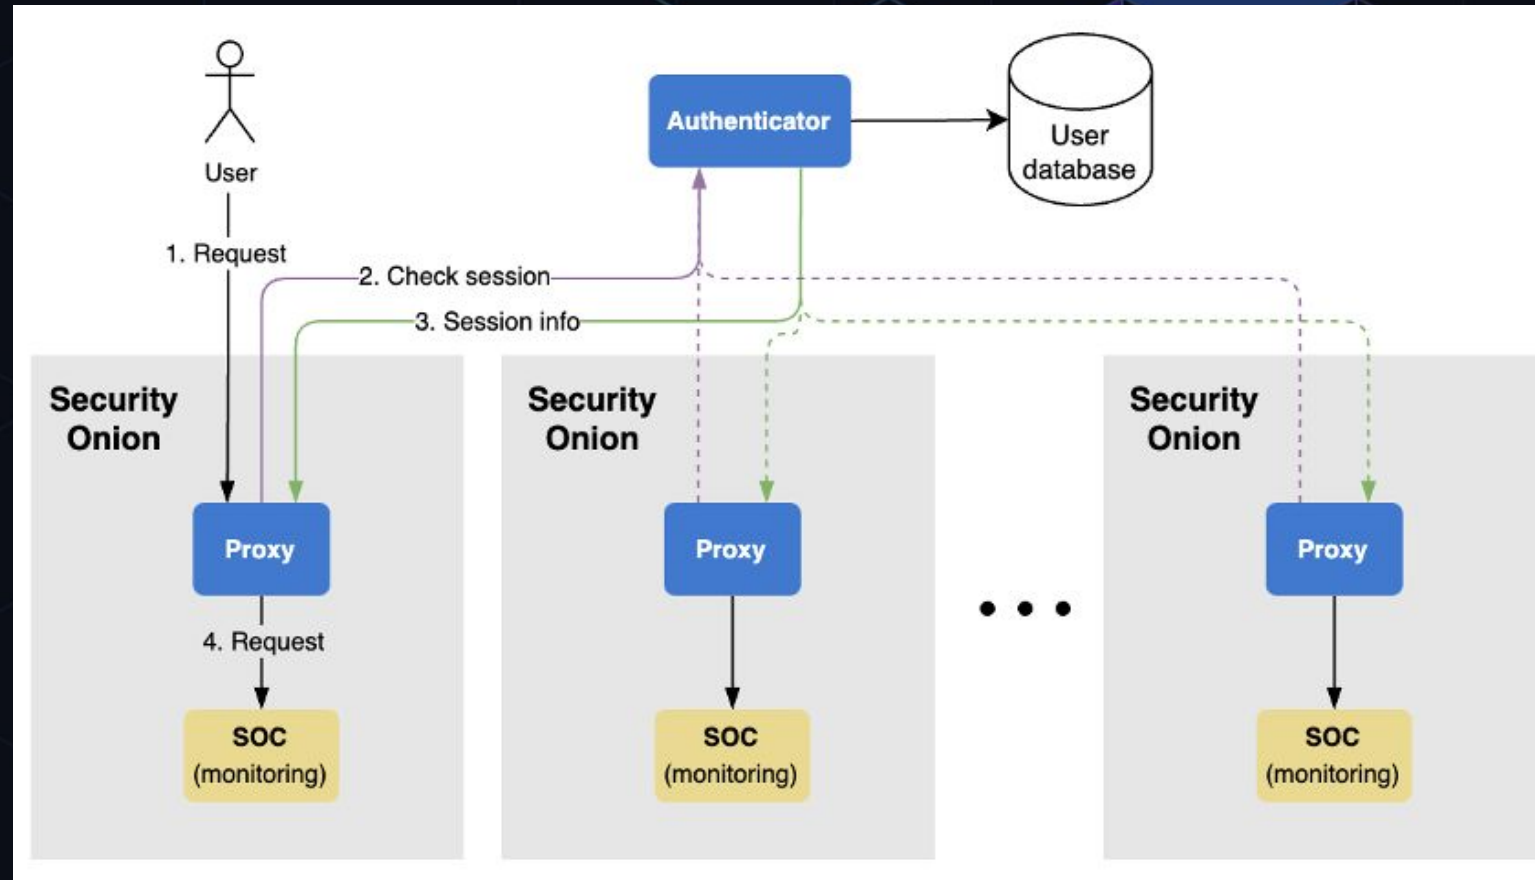 User
Authenticator
User
database
1. Request
2. Check session
3. Session info
Security
Onion
Proxy
4. Request
SOC
(monitoring)
Security
Onion
Proxy
SOC
(monitoring)
Security
Onion
Proxy
SOC
(monitoring)